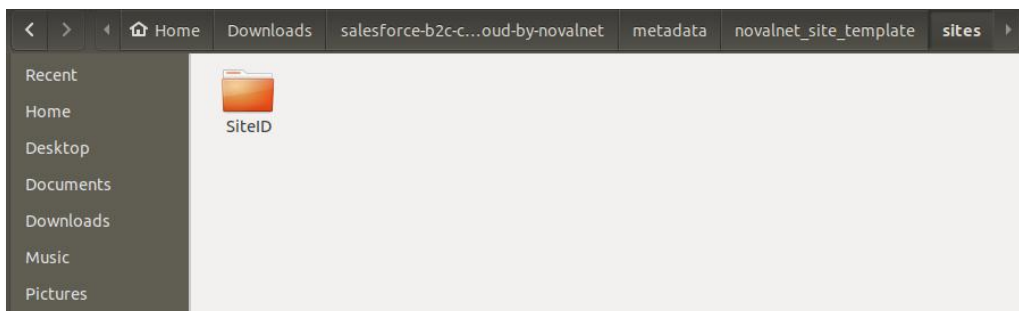 Home Downloads salesforce-b2c-c...oud-by-novalnet metadata novalnet_site_template sites
Recent
Home
Desktop
Documents
Downloads
Music
Pictures
SiteID